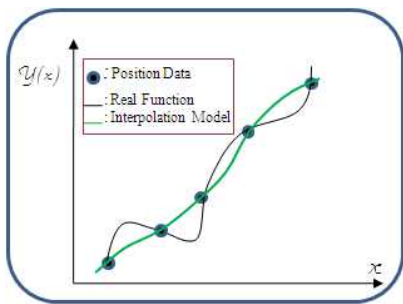 Y(x)
: Position Data
: Real Function
: Interpolation Model
x